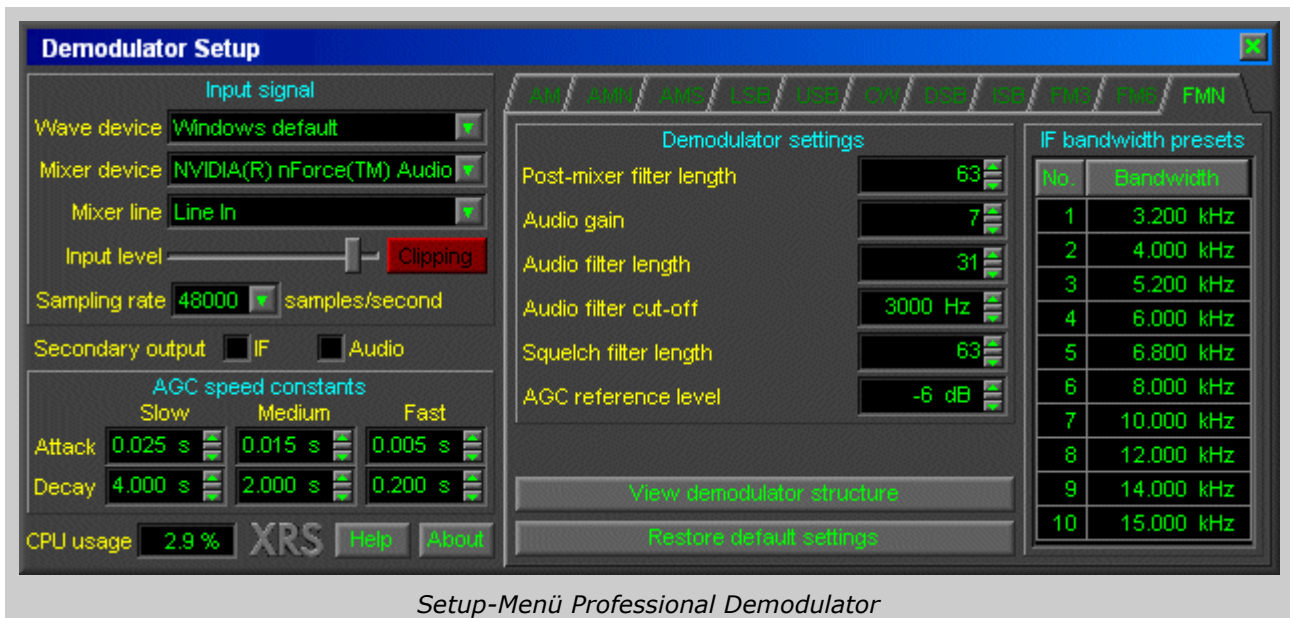 Demodulator Setup
Input signal
Wave device Windows default
Mixer device NVIDIA(R) nForce(TM) Audio
Mixer line Line In
Input level Clipping
Sampling rate 48000 samples/second
Secondary output IF Audio
AGC speed constants
Slow Medium Fast
Attack 0.025 s 0.015 s 0.005 s
Decay 4.000 s 2.000 s 0.200 s
CPU usage 2.9 % XRS Help About
AM AMN AMS LSB USB CW DSB ISB FM3 FM6 FMN
Demodulator settings
Post-mixer filter length 63
Audio gain 7
Audio filter length 31
Audio filter cut-off 3000 Hz
Squelch filter length 63
AGC reference level -6 dB
View demodulator structure
Restore default settings
IF bandwidth presets
No. Bandwidth
1 3.200 kHz
2 4.000 kHz
3 5.200 kHz
4 6.000 kHz
5 6.800 kHz
6 8.000 kHz
7 10.000 kHz
8 12.000 kHz
9 14.000 kHz
10 15.000 kHz
Setup-Menü Professional Demodulator